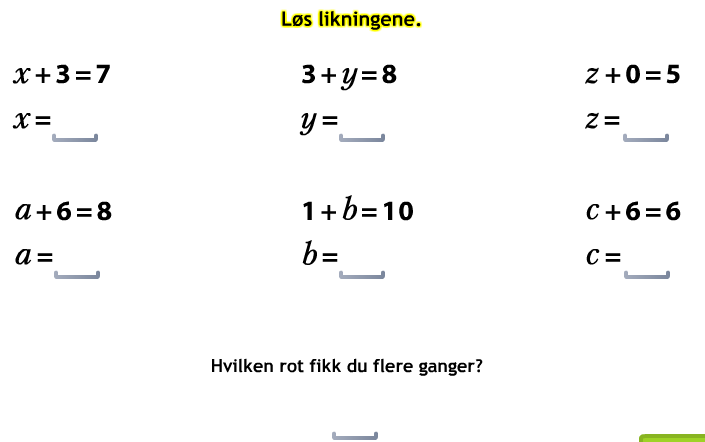 Løs likningene.
x+3=7 3+y=8 z+0=5
x= y= z=
a+6=8 1+b=10 c+6=6
a= b= c=
Hvilken rot fikk du flere ganger?